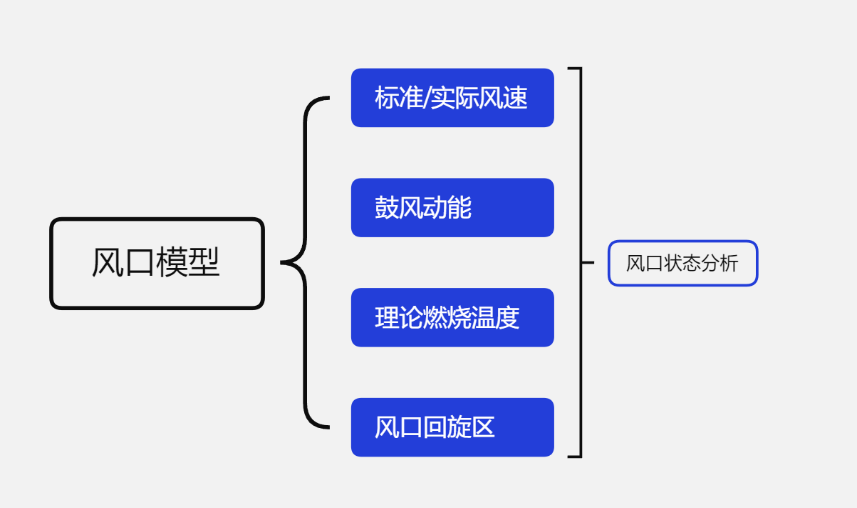 风口模型
标准/实际风速
鼓风动能
理论燃烧温度
风口回旋区
风口状态分析